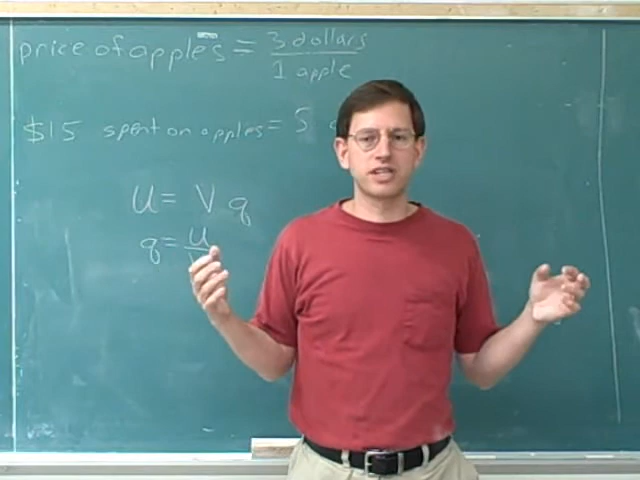 price of apples = 3 dollars / 1 apple
$15 spent on apples = 5
U = V q
q = U